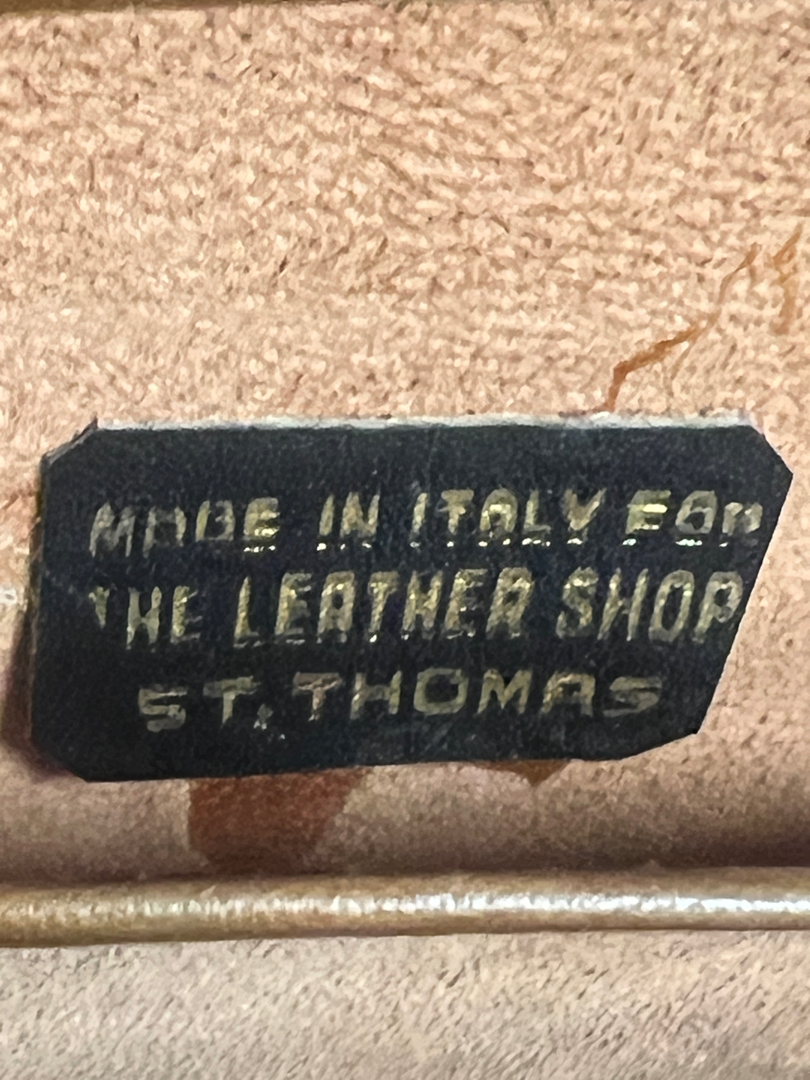 MADE IN ITALY FOR
THE LEATHER SHOP
ST. THOMAS